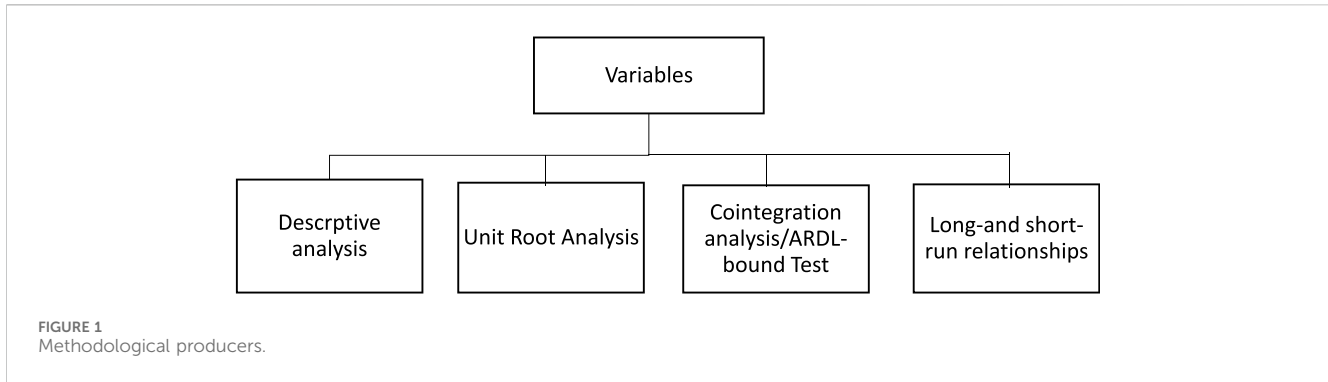 Variables
Descrptive
analysis
Unit Root Analysis
Cointegration
analysis/ARDL-
bound Test
Long-and short-
run relationships
FIGURE 1
Methodological producers.